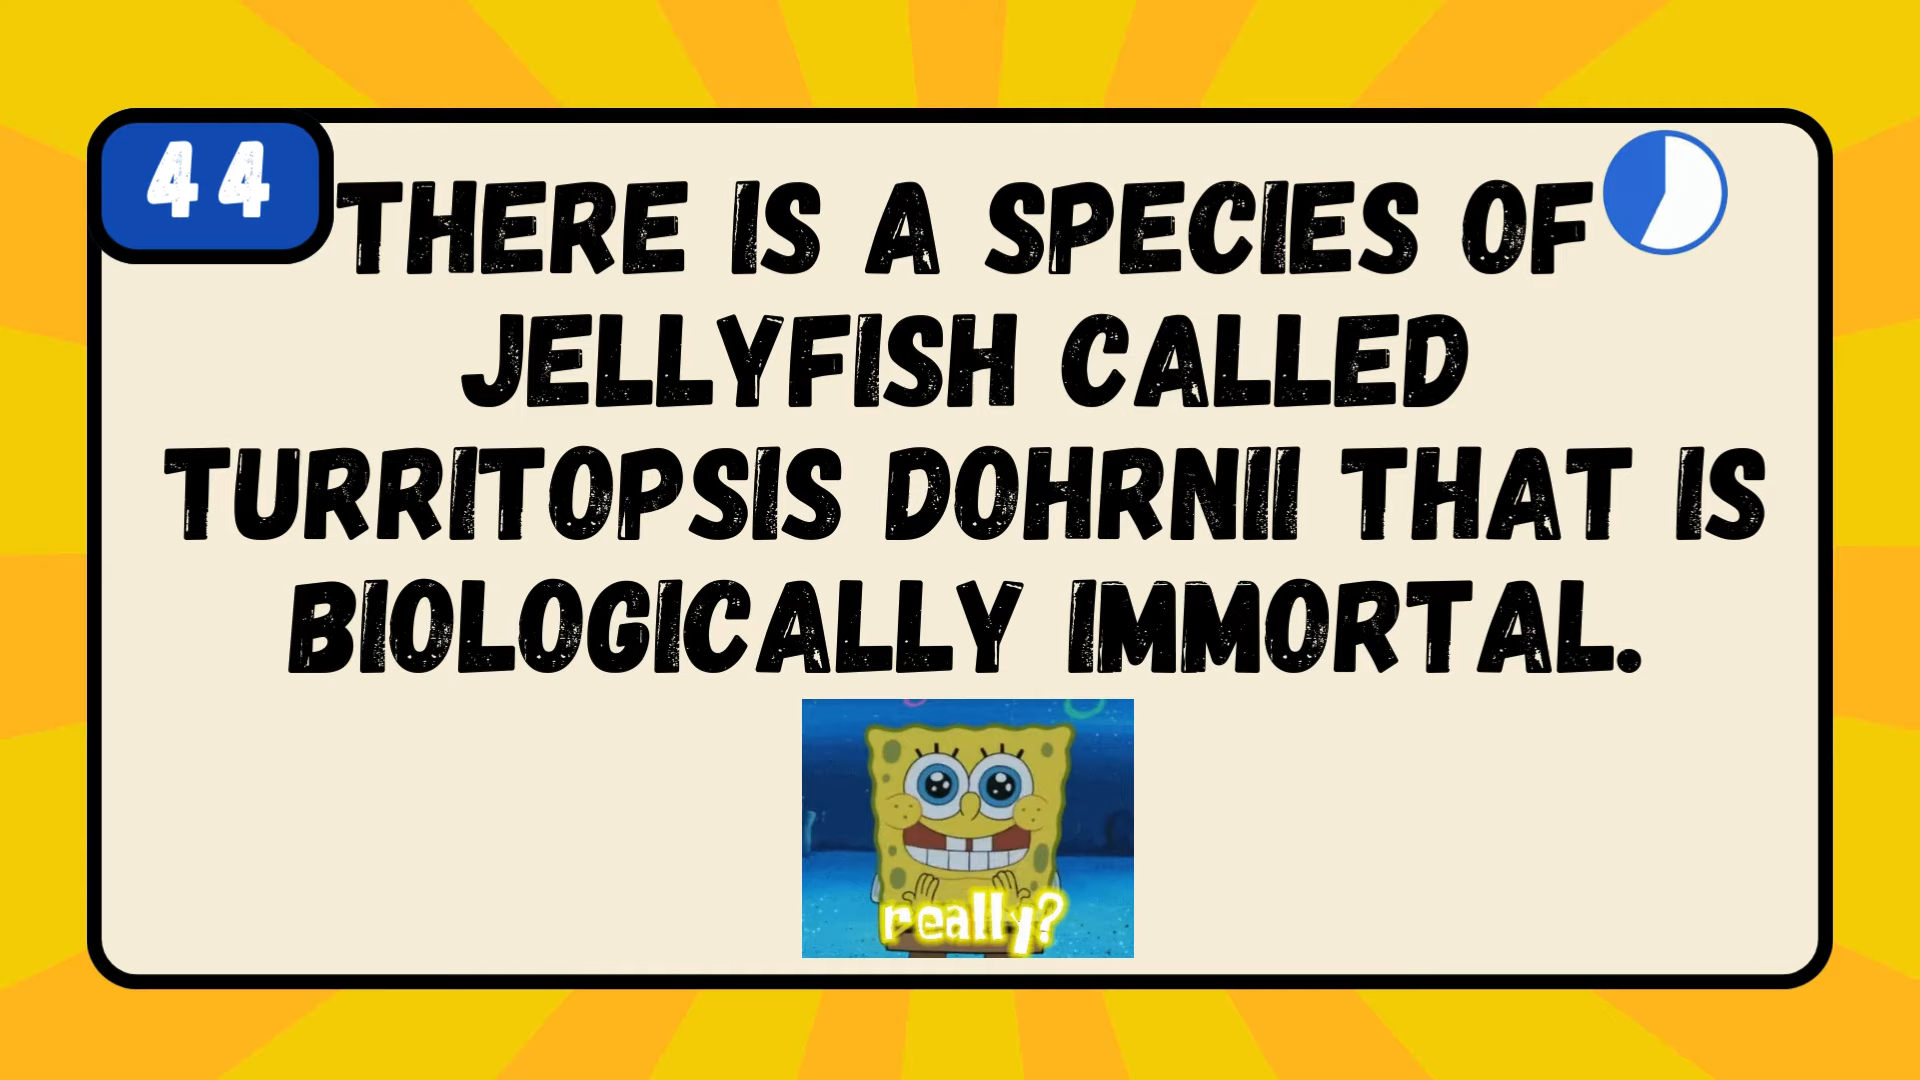 44
THERE IS A SPECIES OF
JELLYFISH CALLED
TURRITOPSIS DOHRNII THAT IS
BIOLOGICALLY IMMORTAL.
really?